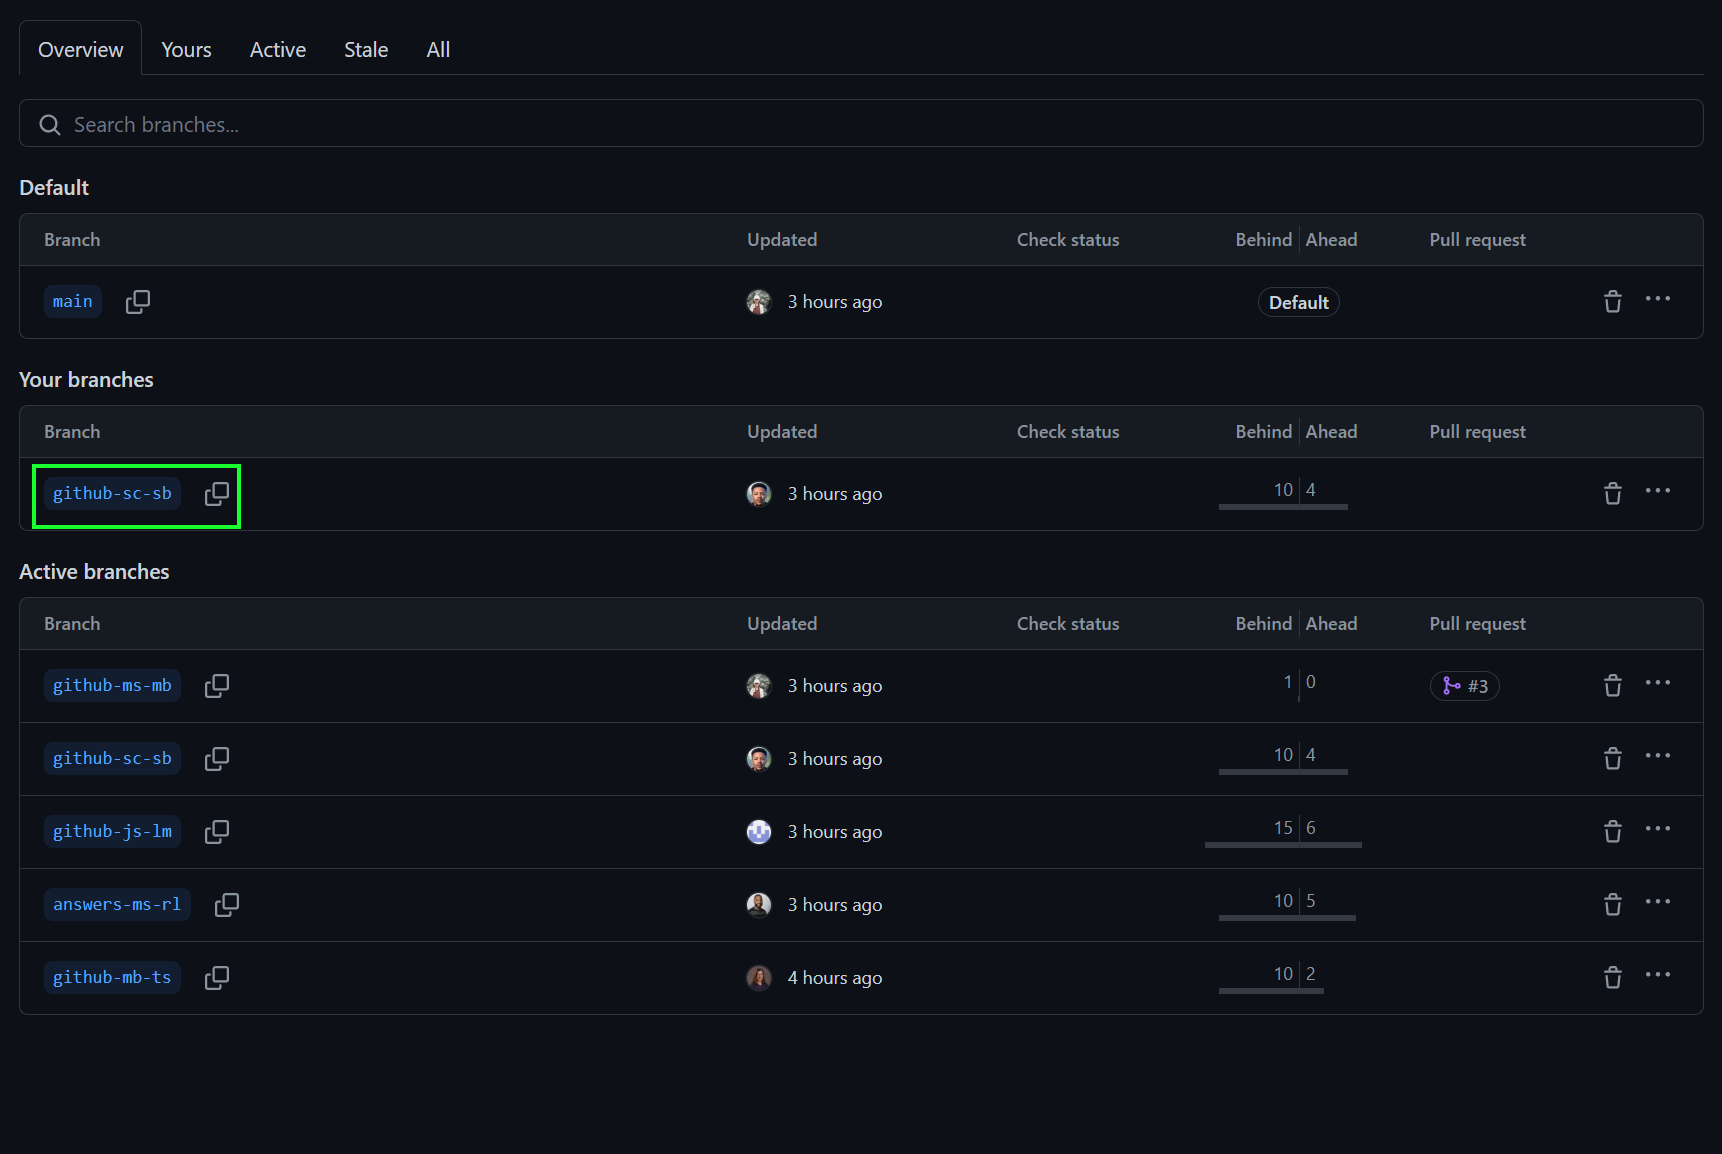 Overview Yours Active Stale All
Search branches...
Default
Branch Updated Check status Behind Ahead Pull request
main 3 hours ago Default
Your branches
Branch Updated Check status Behind Ahead Pull request
github-sc-sb 3 hours ago 10 4
Active branches
Branch Updated Check status Behind Ahead Pull request
github-ms-mb 3 hours ago 1 0 #3
github-sc-sb 3 hours ago 10 4
github-js-lm 3 hours ago 15 6
answers-ms-rl 3 hours ago 10 5
github-mb-ts 4 hours ago 10 2